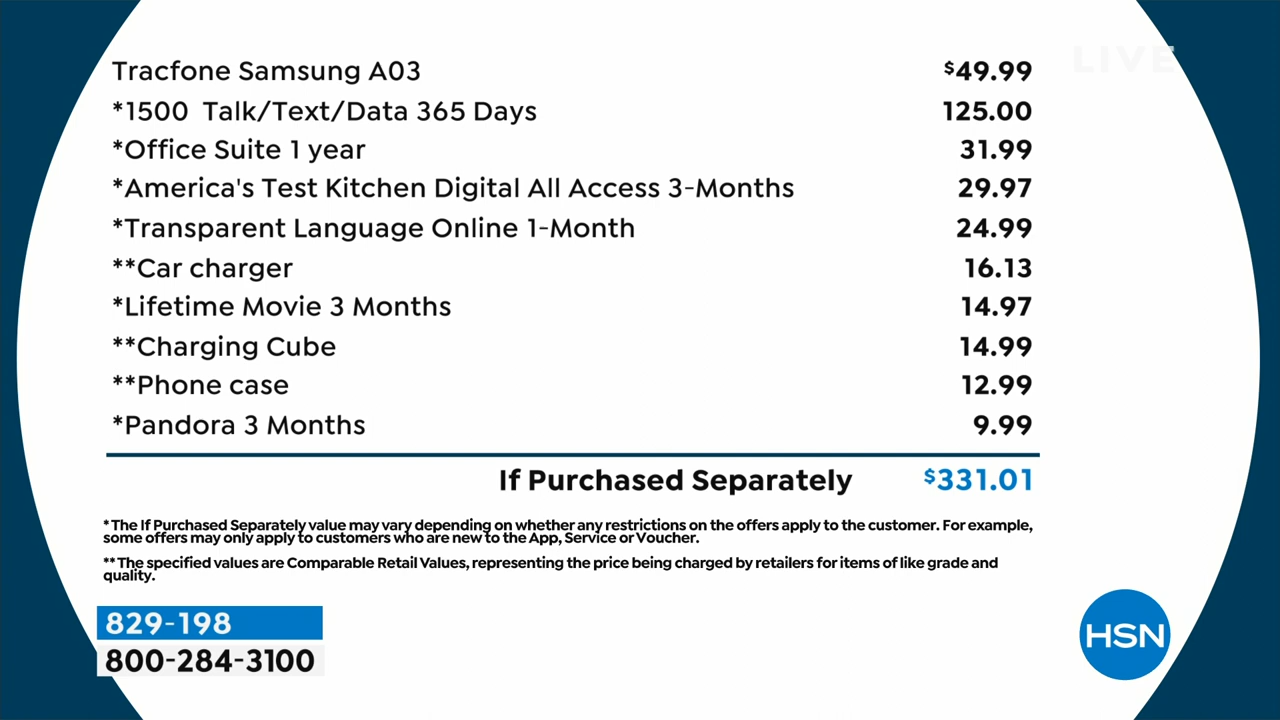 LIVE
Tracfone Samsung A03 $49.99
*1500 Talk/Text/Data 365 Days 125.00
*Office Suite 1 year 31.99
*America's Test Kitchen Digital All Access 3-Months 29.97
*Transparent Language Online 1-Month 24.99
**Car charger 16.13
*Lifetime Movie 3 Months 14.97
**Charging Cube 14.99
**Phone case 12.99
*Pandora 3 Months 9.99
If Purchased Separately $331.01
* The If Purchased Separately value may vary depending on whether any restrictions on the offers apply to the customer. For example,
some offers may only apply to customers who are new to the App, Service or Voucher.
** The specified values are Comparable Retail Values, representing the price being charged by retailers for items of like grade and
quality.
829-198
800-284-3100
HSN